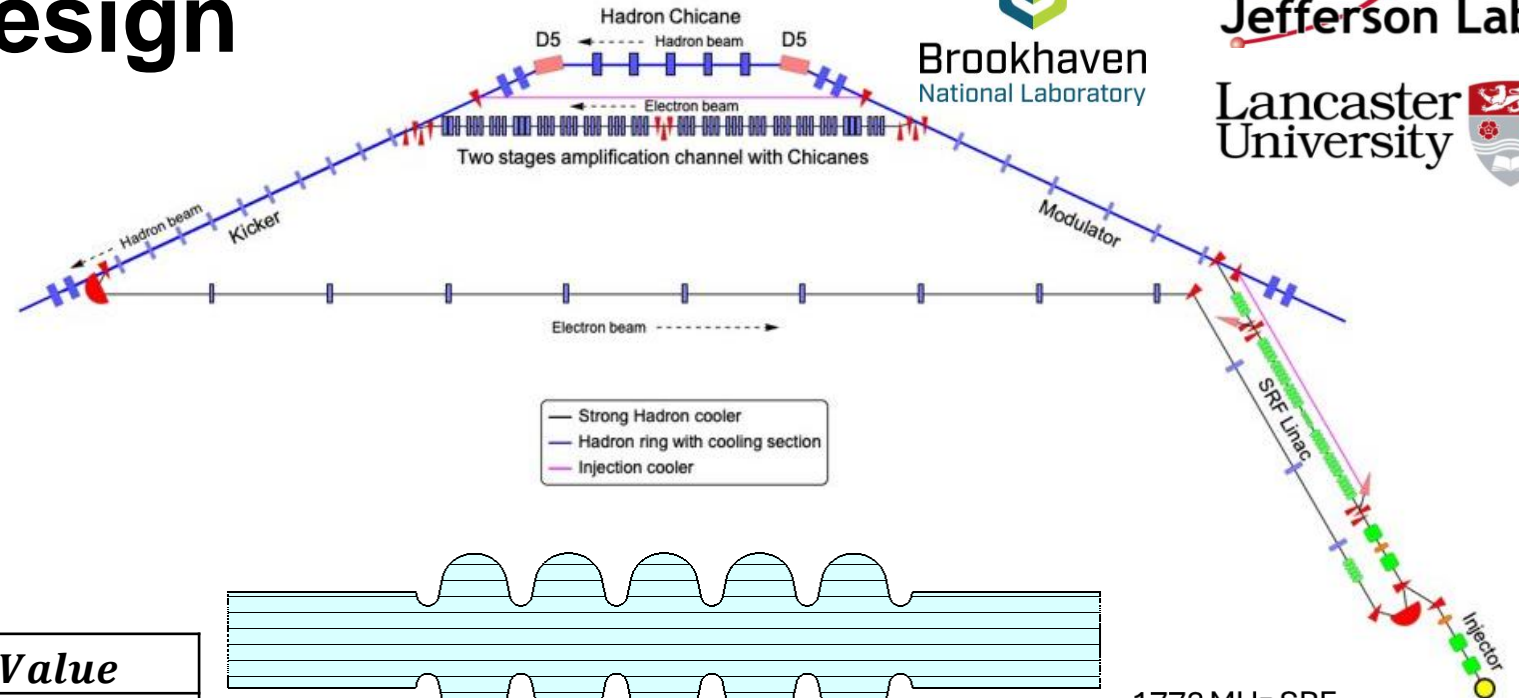 esign
Hadron Chicane
D5
Hadron beam
D5
Electron beam
Two stages amplification channel with Chicanes
Brookhaven
National Laboratory
Jefferson Lab
Lancaster
University
Hadron beam
Kicker
Modulator
Electron beam
SRF Linac
Strong Hadron cooler
Hadron ring with cooling section
Injection cooler
Injector
Value